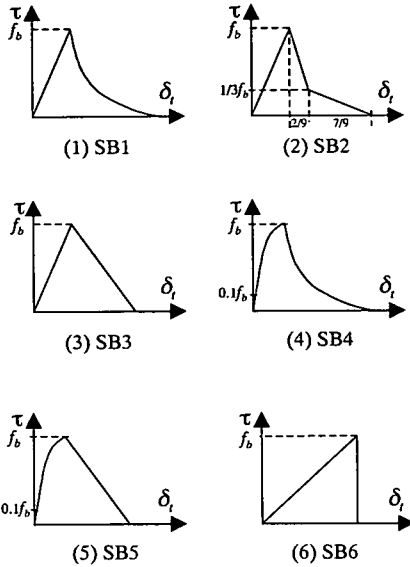 τ
f_b
δ_t
(1) SB1
τ
f_b
1/3f_b
2/9
7/9
δ_t
(2) SB2
τ
f_b
δ_t
(3) SB3
τ
f_b
0.1f_b
δ_t
(4) SB4
τ
f_b
0.1f_b
δ_t
(5) SB5
τ
f_b
δ_t
(6) SB6